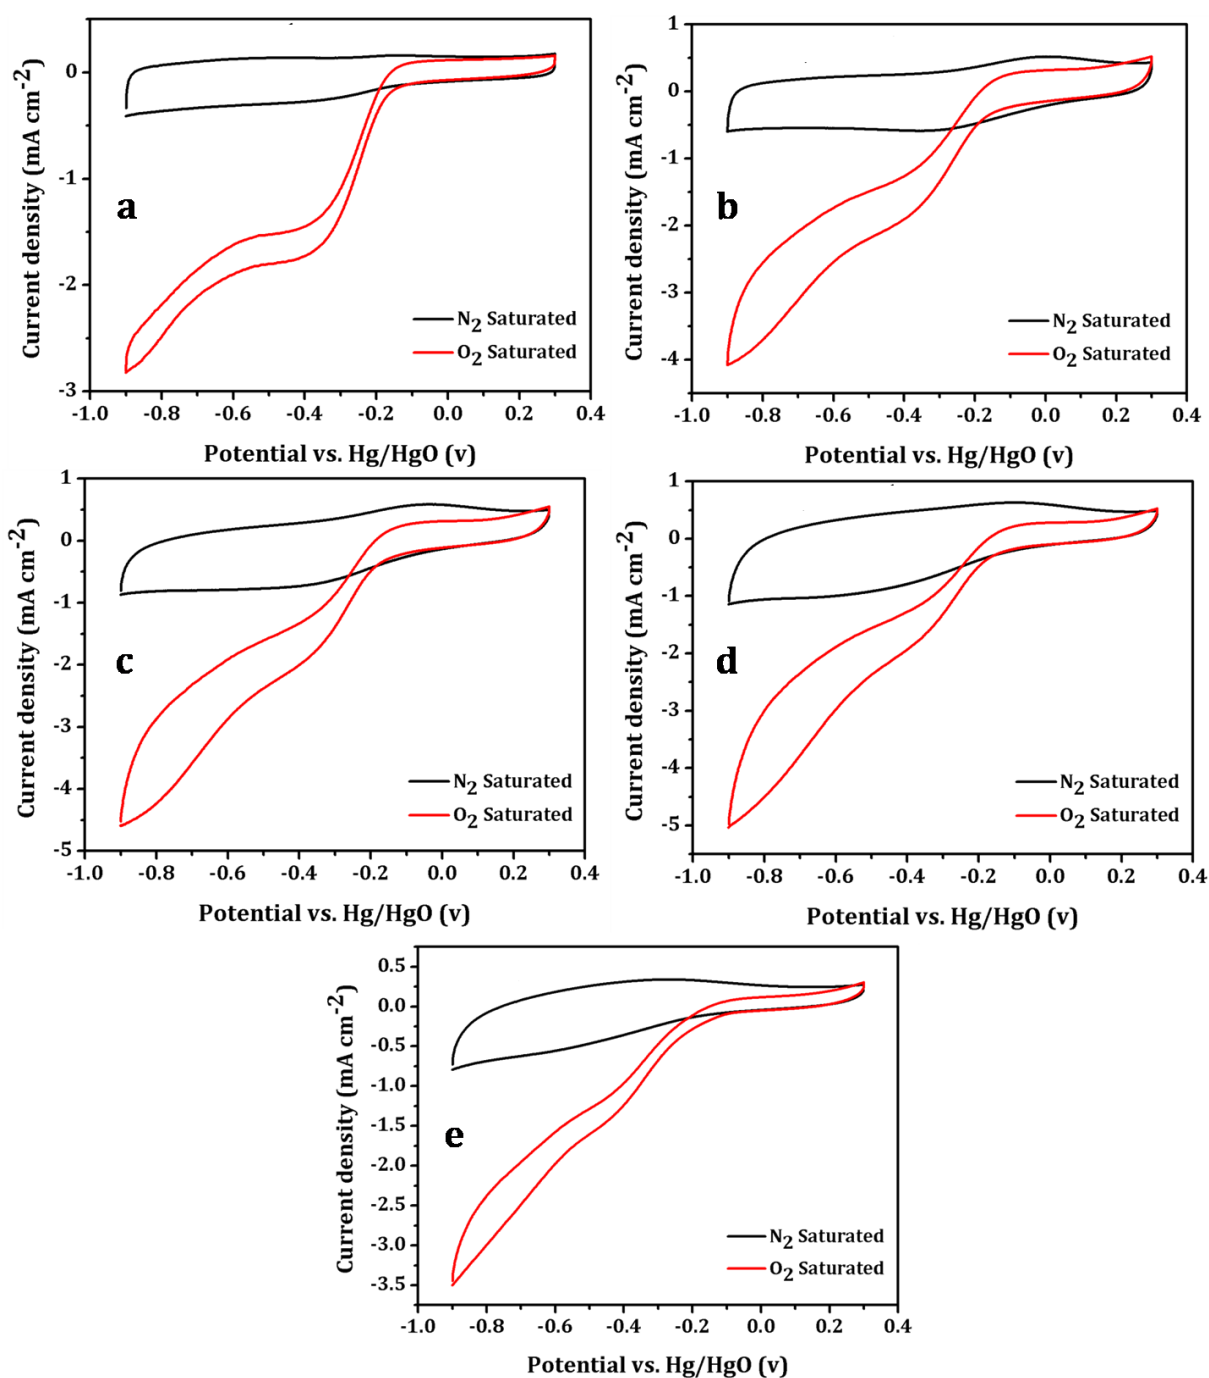 Current density (mA cm-2)
0
-1
-2
-3
a
N2 Saturated
O2 Saturated
-1.0 -0.8 -0.6 -0.4 -0.2 0.0 0.2 0.4
Potential vs. Hg/HgO (v)
Current density (mA cm-2)
1
0
-1
-2
-3
-4
b
N2 Saturated
O2 Saturated
-1.0 -0.8 -0.6 -0.4 -0.2 0.0 0.2 0.4
Potential vs. Hg/HgO (v)
Current density (mA cm-2)
1
0
-1
-2
-3
-4
-5
c
N2 Saturated
O2 Saturated
-1.0 -0.8 -0.6 -0.4 -0.2 0.0 0.2 0.4
Potential vs. Hg/HgO (v)
Current density (mA cm-2)
1
0
-1
-2
-3
-4
-5
d
N2 Saturated
O2 Saturated
-1.0 -0.8 -0.6 -0.4 -0.2 0.0 0.2 0.4
Potential vs. Hg/HgO (v)
Current density (mA cm-2)
0.5
0.0
-0.5
-1.0
-1.5
-2.0
-2.5
-3.0
-3.5
e
N2 Saturated
O2 Saturated
-1.0 -0.8 -0.6 -0.4 -0.2 0.0 0.2 0.4
Potential vs. Hg/HgO (v)